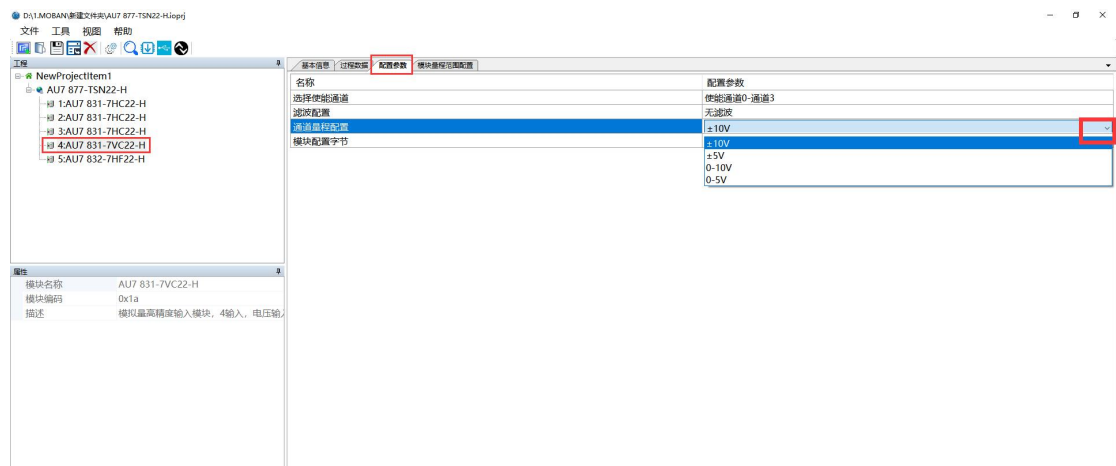 D:\1.MOBAN\新建文件夹\AU7 877-TSN22-H.ioprj
文件 工具 视图 帮助
工程
NewProjectItem1
AU7 877-TSN22-H
1:AU7 831-7HC22-H
2:AU7 831-7HC22-H
3:AU7 831-7HC22-H
4:AU7 831-7VC22-H
5:AU7 832-7HF22-H
基本信息 过程数据 配置参数 模块量程范围配置
名称 配置参数
选择使能通道 使能通道0-通道3
滤波配置 无滤波
通道量程配置 ±10V
模块配置字节
±10V
±5V
0-10V
0-5V
属性
模块名称 AU7 831-7VC22-H
模块编码 0x1a
描述 模拟量高精度输入模块，4输入，电压输